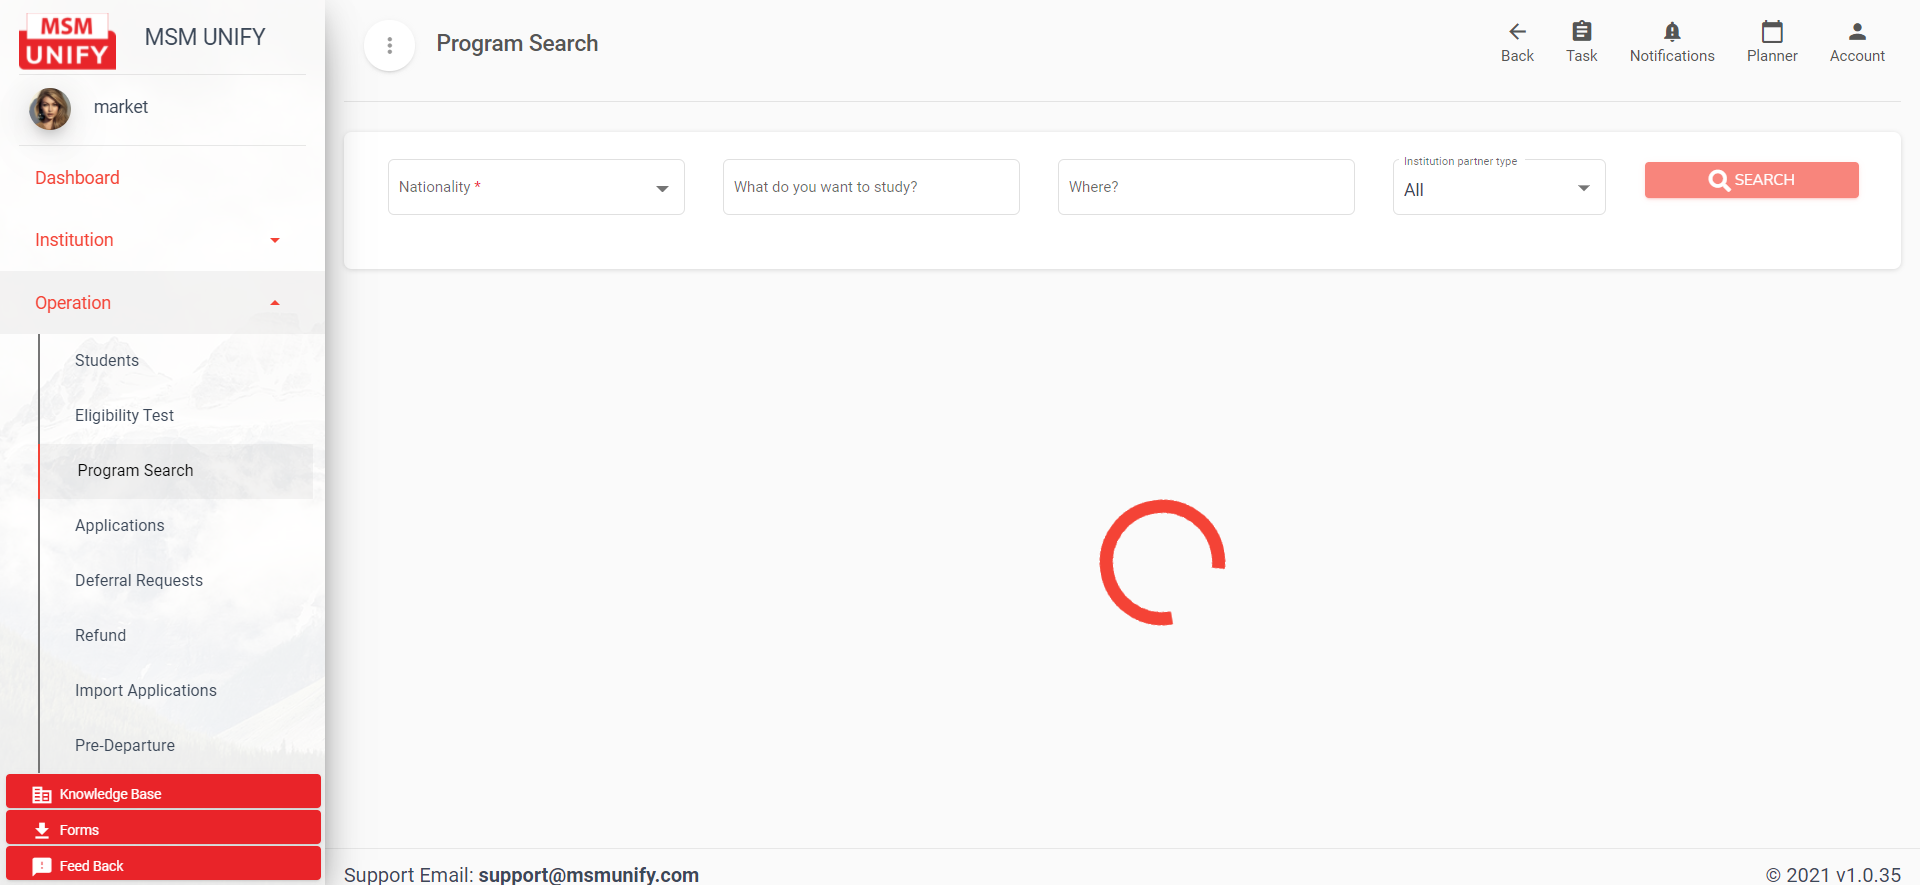 MSM
UNIFY
MSM UNIFY
market
Dashboard
Institution
Operation
Students
Eligibility Test
Program Search
Applications
Deferral Requests
Refund
Import Applications
Pre-Departure
Knowledge Base
Forms
Feed Back
Program Search
Back
Task
Notifications
Planner
Account
Nationality *
What do you want to study?
Where?
Institution partner type
All
SEARCH
Support Email: support@msmunify.com
© 2021 v1.0.35